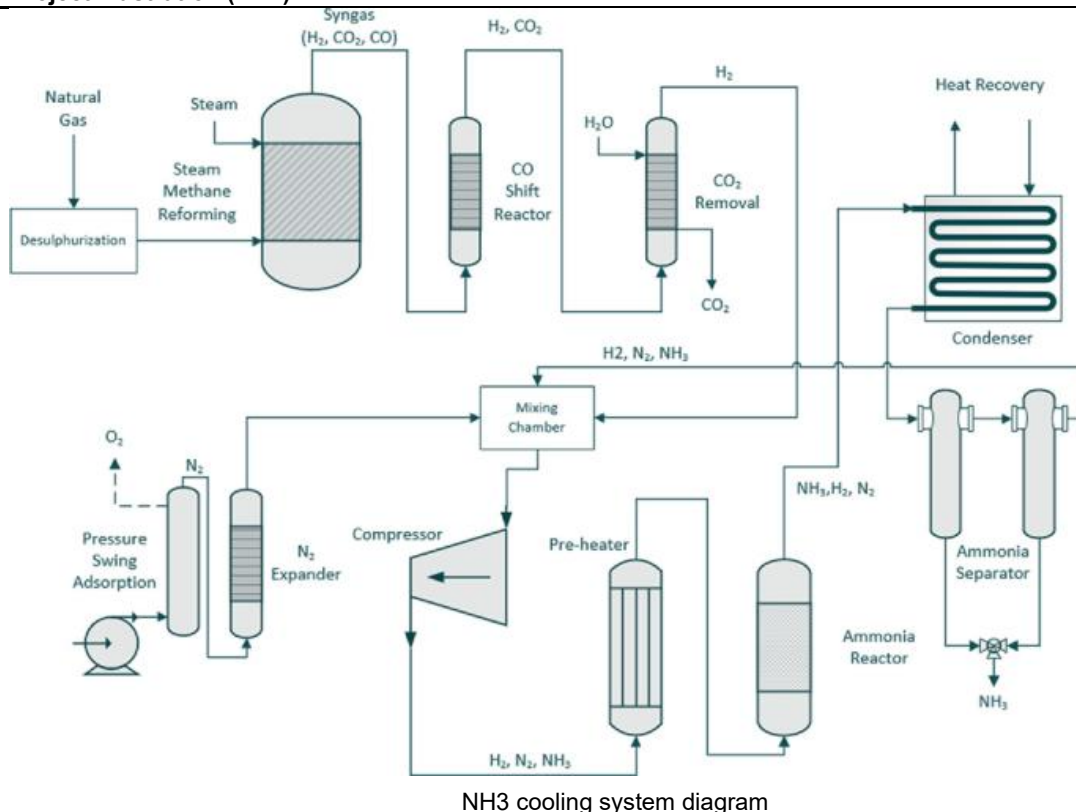 Syngas
(H₂, CO₂, CO)
H₂, CO₂
H₂
Heat Recovery
Natural
Gas
Steam
H₂O
Steam
Methane
Reforming
CO
Shift
Reactor
CO₂
Removal
Desulphurization
CO₂
Condenser
H2, N₂, NH₃
Mixing
Chamber
O₂
N₂
NH₃,H₂, N₂
Pressure
Swing
Adsorption
N₂
Expander
Compressor
Pre-heater
Ammonia
Separator
Ammonia
Reactor
NH₃
H₂, N₂, NH₃
NH3 cooling system diagram